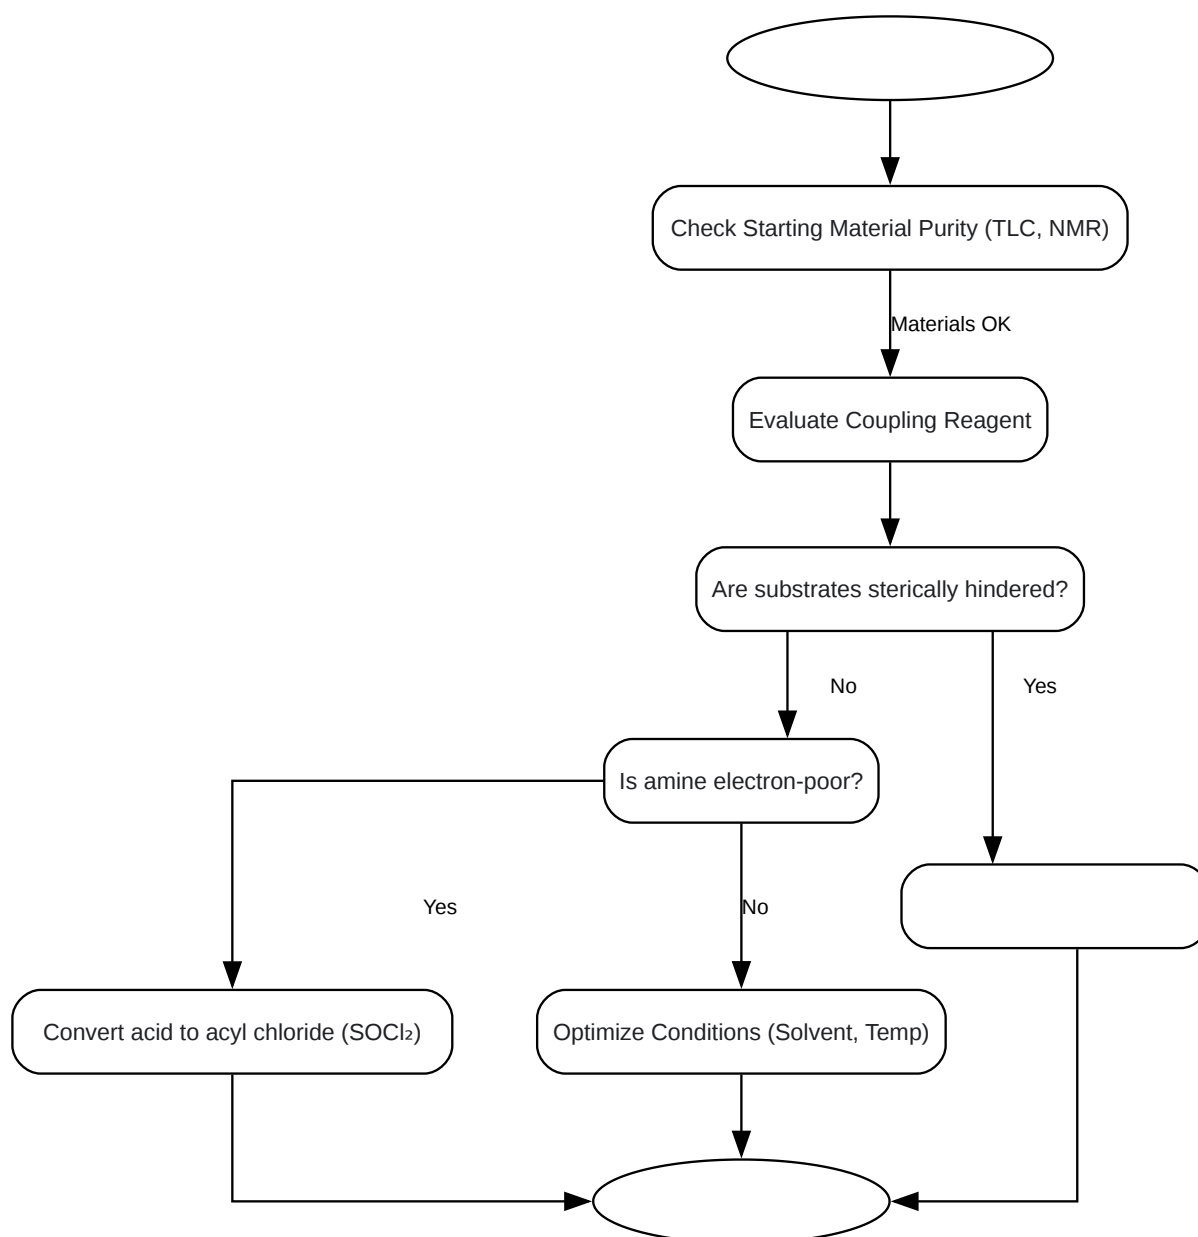 Check Starting Material Purity (TLC, NMR)
Materials OK
Evaluate Coupling Reagent
Are substrates sterically hindered?
No
Yes
Is amine electron-poor?
Yes
No
Convert acid to acyl chloride (SOCl₂)
Optimize Conditions (Solvent, Temp)